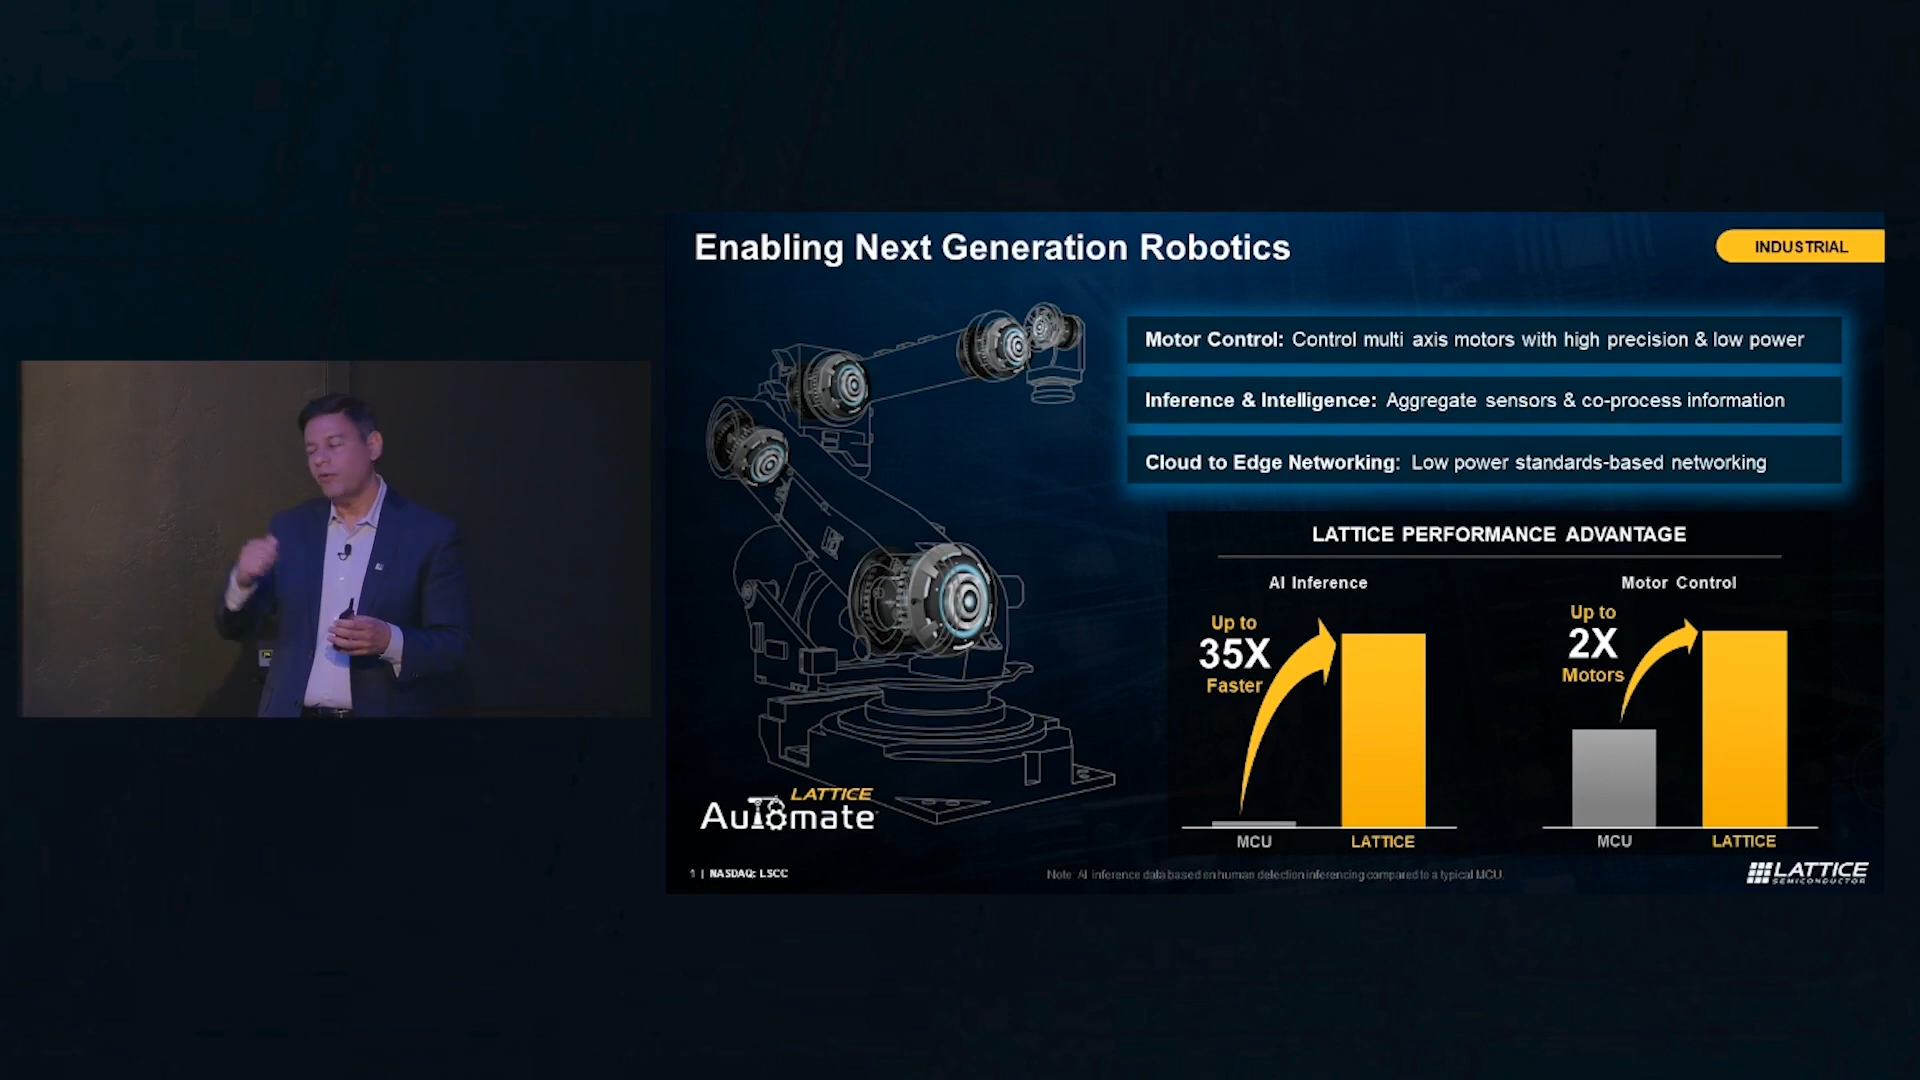 Enabling Next Generation Robotics
INDUSTRIAL
Motor Control: Control multi axis motors with high precision & low power
Inference & Intelligence: Aggregate sensors & co-process information
Cloud to Edge Networking: Low power standards-based networking
LATTICE PERFORMANCE ADVANTAGE
AI Inference
Up to
35X
Faster
MCU
LATTICE
Motor Control
Up to
2X
Motors
MCU
LATTICE
LATTICE
Automate
1 | NASDAQ: LSCC
Note: AI inference data based on human detection inferencing compared to a typical MCU.
LATTICE
SEMICONDUCTOR